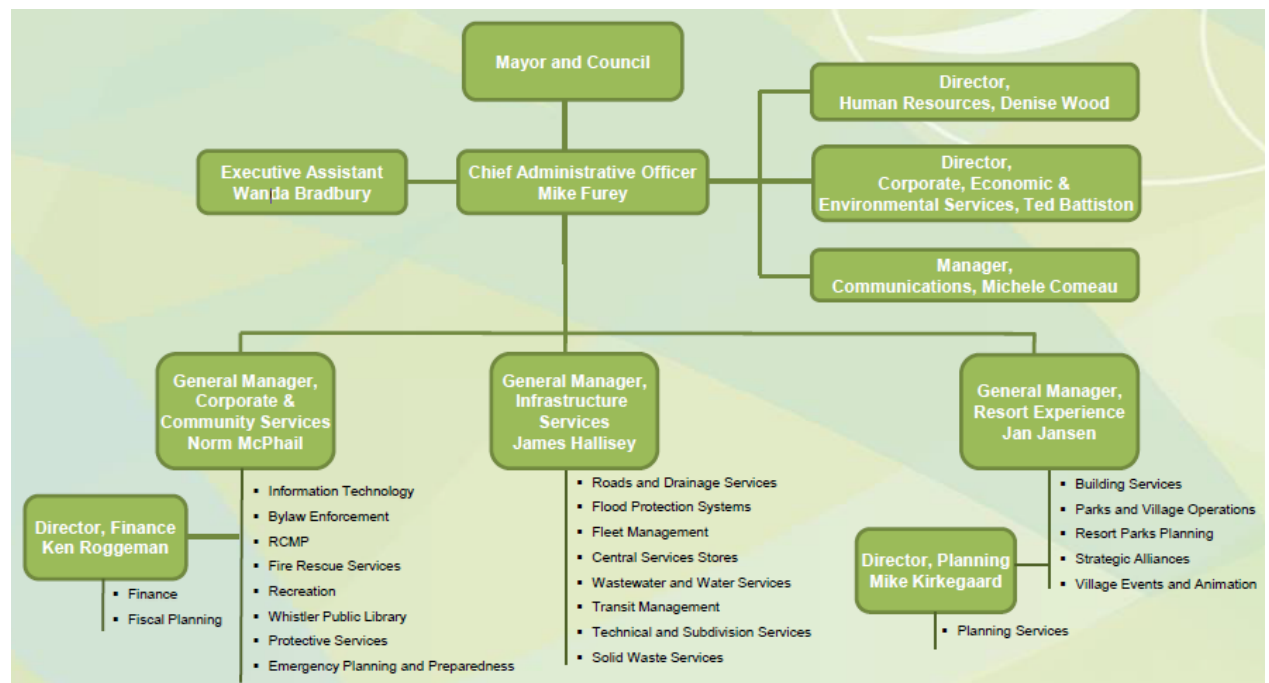 Mayor and Council
Director,
Human Resources, Denise Wood
Executive Assistant
Wanda Bradbury
Chief Administrative Officer
Mike Furey
Director,
Corporate, Economic &
Environmental Services, Ted Battiston
Manager,
Communications, Michele Comeau
General Manager,
Corporate &
Community Services
Norm McPhail
▪ Information Technology
▪ Bylaw Enforcement
▪ RCMP
▪ Fire Rescue Services
▪ Recreation
▪ Whistler Public Library
▪ Protective Services
▪ Emergency Planning and Preparedness
Director, Finance
Ken Roggeman
▪ Finance
▪ Fiscal Planning
General Manager,
Infrastructure
Services
James Hallisey
▪ Roads and Drainage Services
▪ Flood Protection Systems
▪ Fleet Management
▪ Central Services Stores
▪ Wastewater and Water Services
▪ Transit Management
▪ Technical and Subdivision Services
▪ Solid Waste Services
General Manager,
Resort Experience
Jan Jansen
▪ Building Services
▪ Parks and Village Operations
▪ Resort Parks Planning
▪ Strategic Alliances
▪ Village Events and Animation
Director, Planning
Mike Kirkegaard
▪ Planning Services